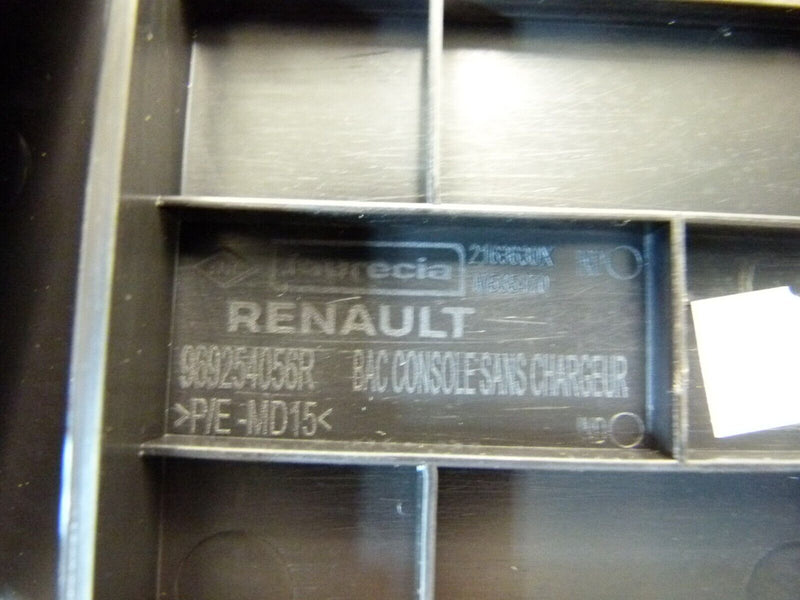 faurecia
RENAULT
969254056R BAC CONSOLE SANS CHARGEUR
>P/E -MD15<